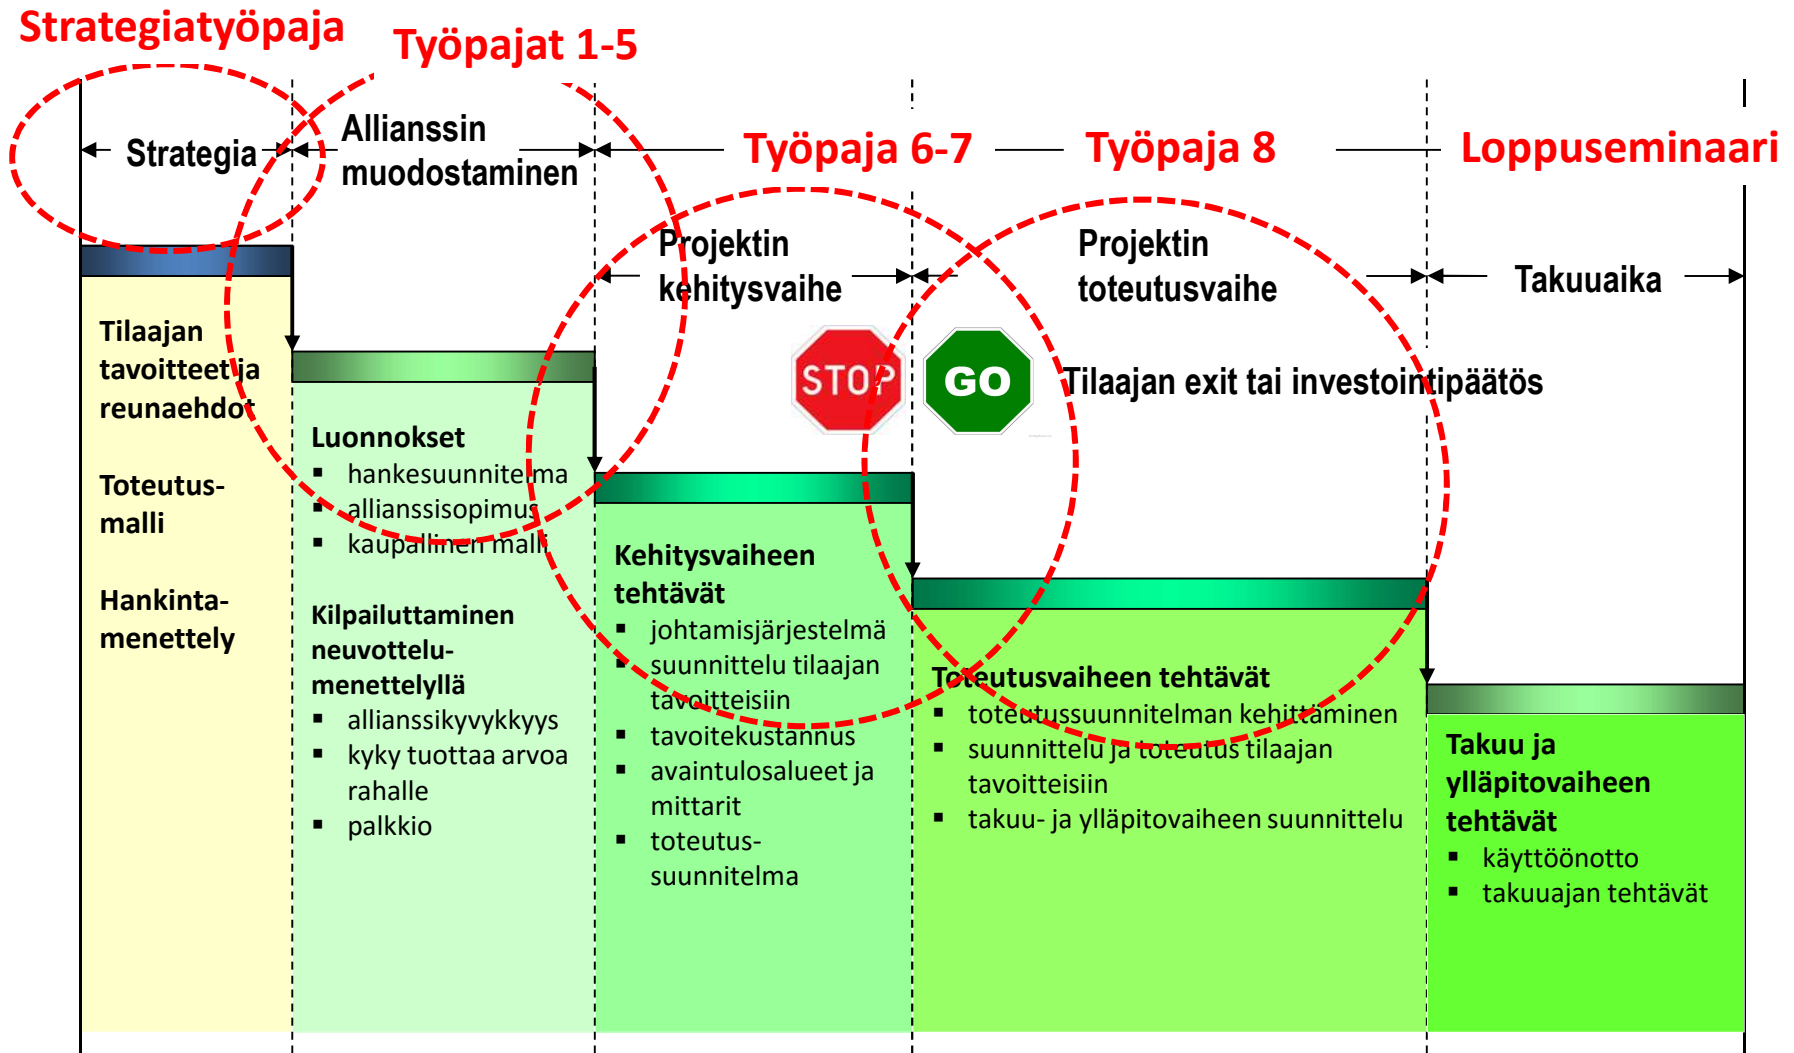 Strategiatyöpaja
Työpajat 1-5
Strategia
Allianssin
muodostaminen
Työpaja 6-7
Työpaja 8
Loppuseminaari
Projektin
kehitysvaihe
Projektin
toteutusvaihe
Takuuaika
STOP
GO
Tilaajan exit tai investointipäätös
Tilaajan
tavoitteet ja
reunaehdot
Toteutus-
malli
Hankinta-
menettely
Luonnokset
▪ hankesuunnitelma
▪ allianssisopimus
▪ kaupallinen malli
Kilpailuttaminen
neuvottelu-
menettelyllä
▪ allianssikyvykkyys
▪ kyky tuottaa arvoa
rahalle
▪ palkkio
Kehitysvaiheen
tehtävät
▪ johtamisjärjestelmä
▪ suunnittelu tilaajan
tavoitteisiin
▪ tavoitekustannus
▪ avaintulosalueet ja
mittarit
▪ toteutus-
suunnitelma
Toteutusvaiheen tehtävät
▪ toteutussuunnitelman kehittäminen
▪ suunnittelu ja toteutus tilaajan
tavoitteisiin
▪ takuu- ja ylläpitovaiheen suunnittelu
Takuu ja
ylläpitovaiheen
tehtävät
▪ käyttöönotto
▪ takuuajan tehtävät